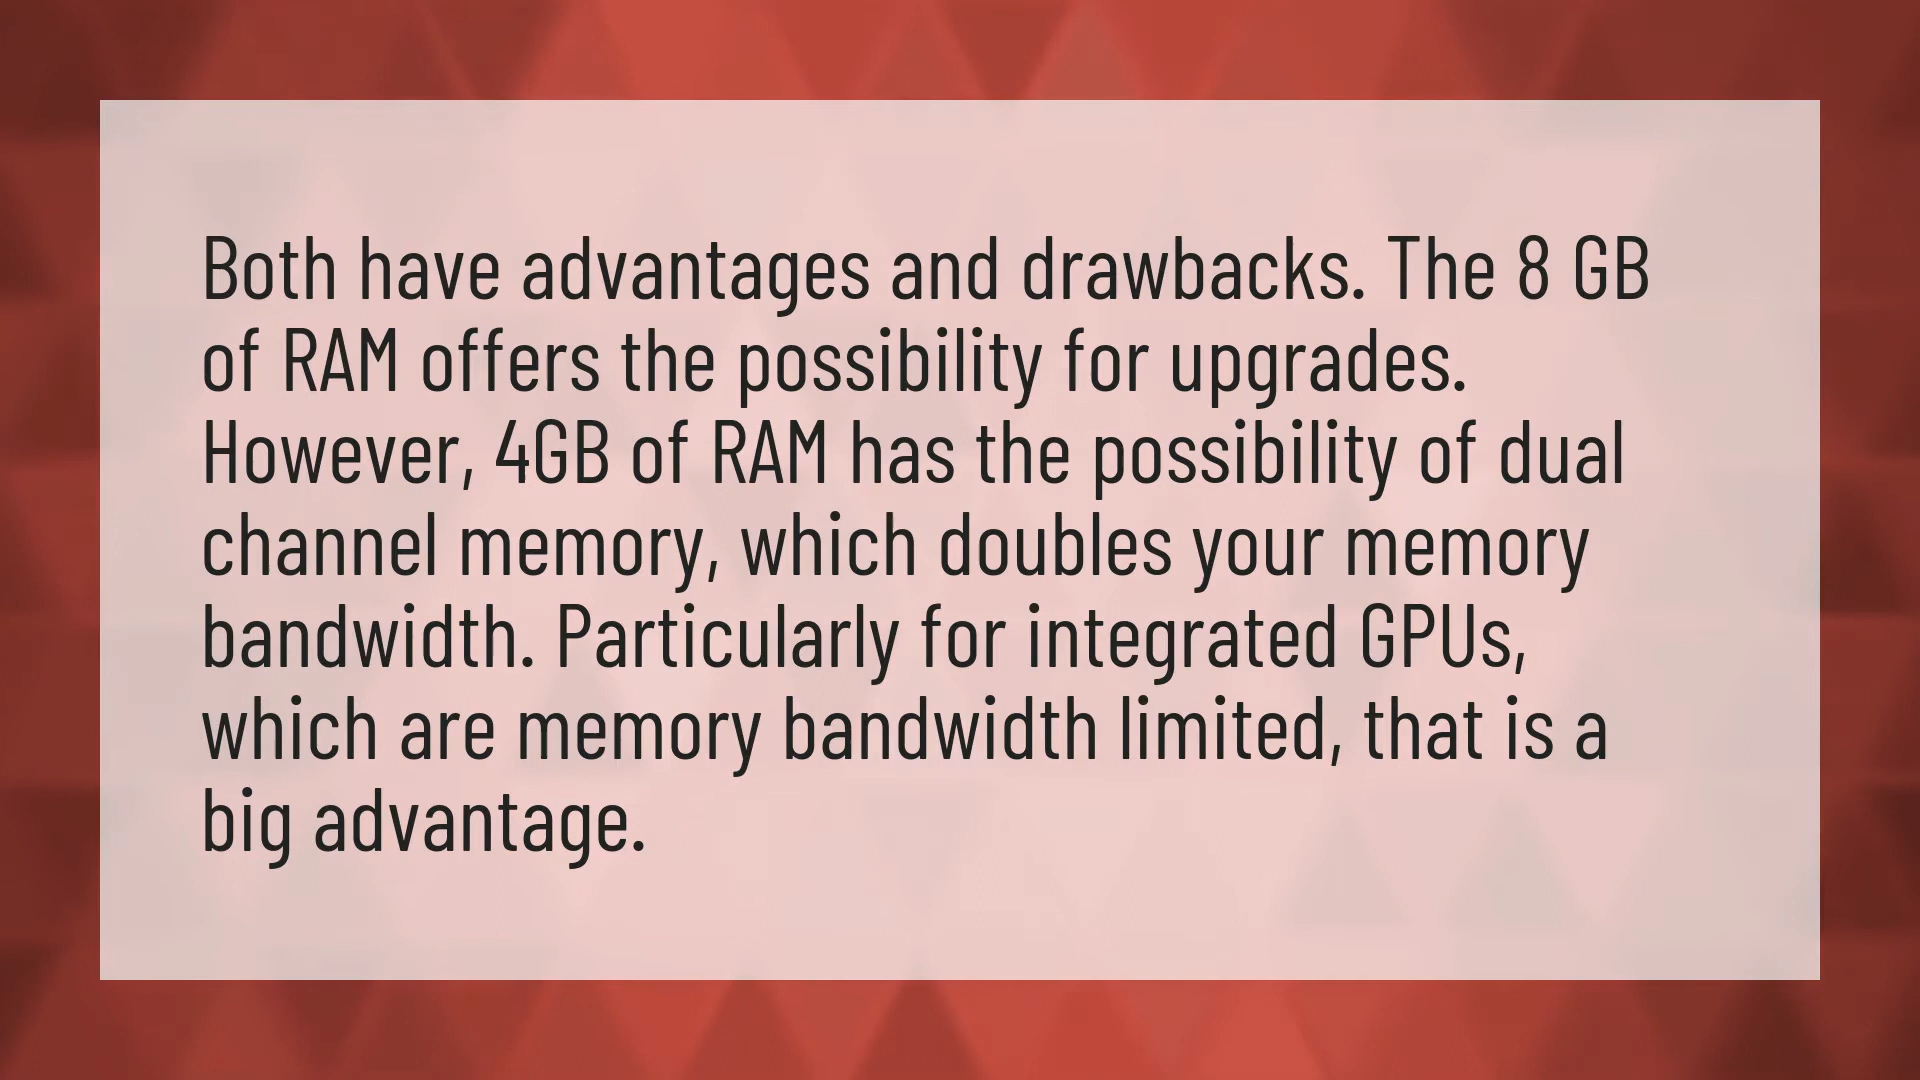 Both have advantages and drawbacks. The 8 GB
of RAM offers the possibility for upgrades.
However, 4GB of RAM has the possibility of dual
channel memory, which doubles your memory
bandwidth. Particularly for integrated GPUs,
which are memory bandwidth limited, that is a
big advantage.